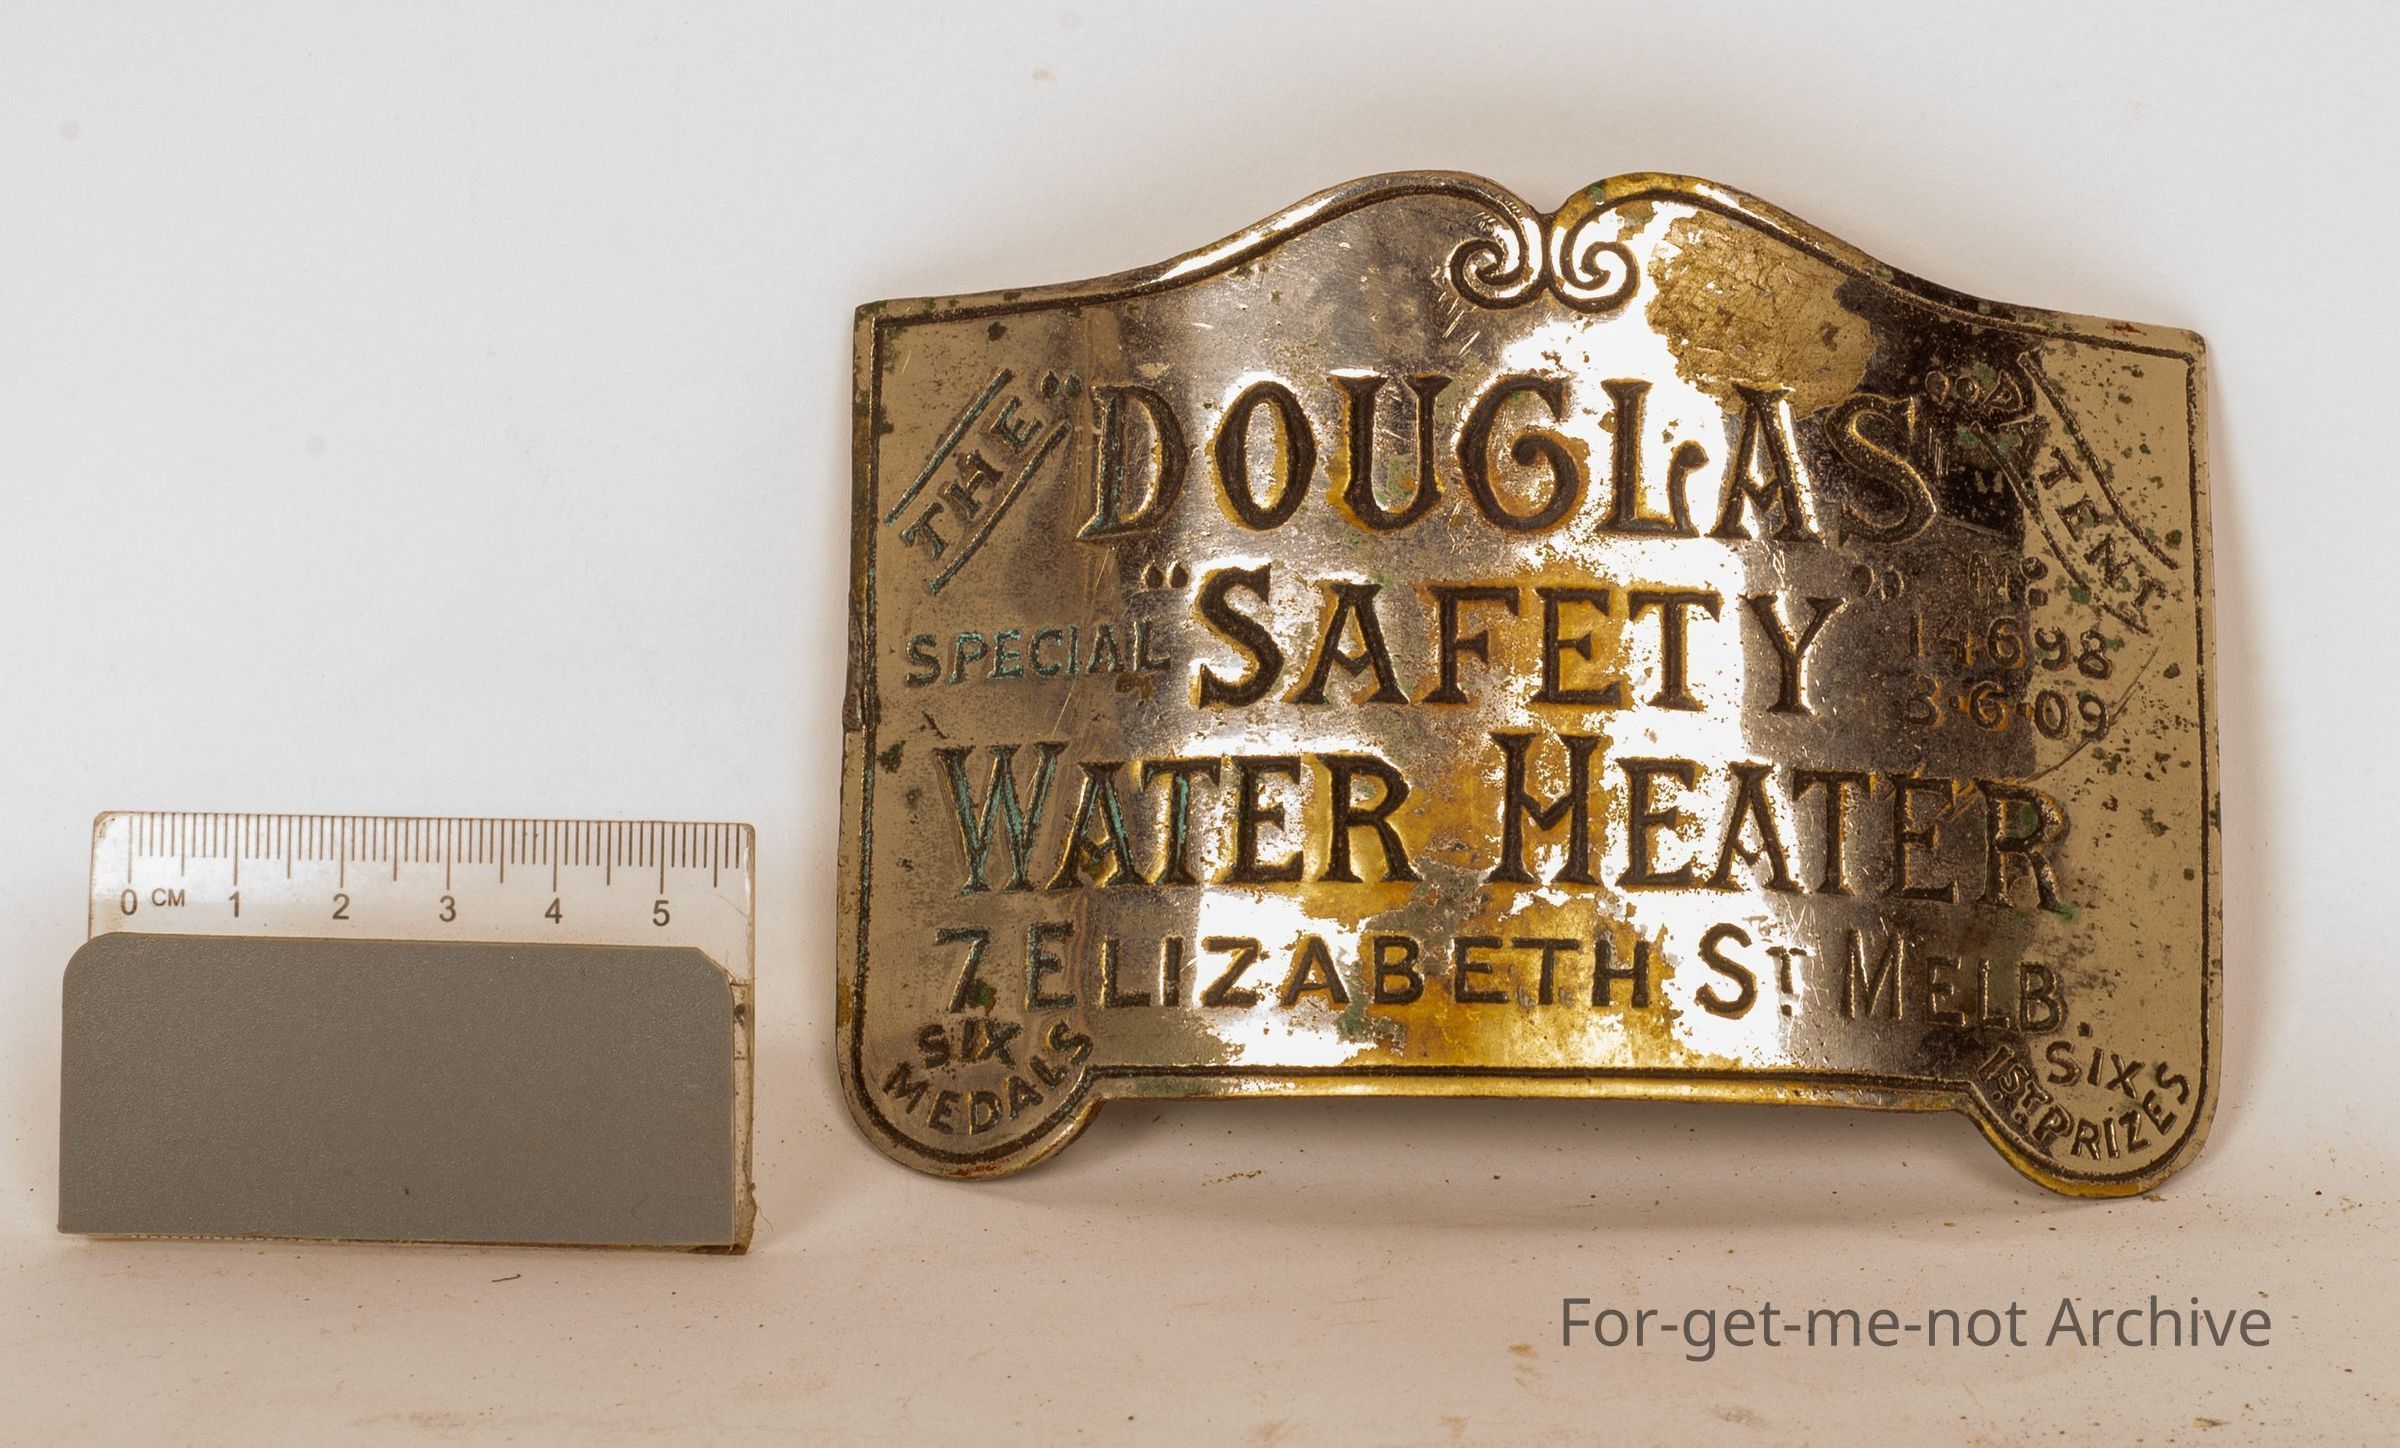 THE "DOUGLAS" PATENT
SPECIAL "SAFETY" No.
14698
3·6·09
WATER HEATER
7 ELIZABETH ST MELB.
SIX
MEDALS
SIX
1ST PRIZES
0 CM 1 2 3 4 5
For-get-me-not Archive